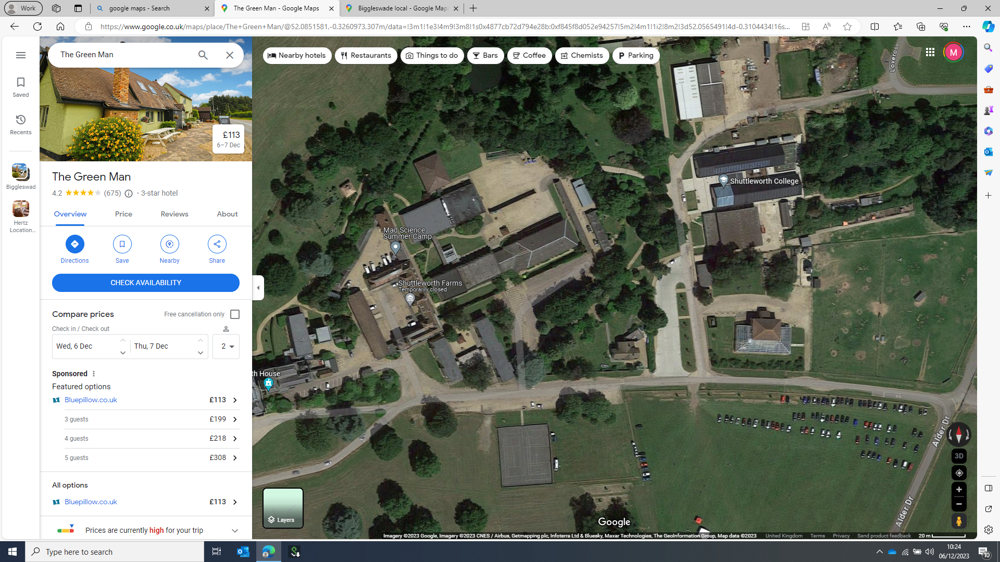 Work
google maps - Search
The Green Man - Google Maps
Biggleswade local - Google Map
https://www.google.co.uk/maps/place/The+Green+Man/@52.0851581,-0.3260973,307m/data=!3m1!1e3!4m9!3m8!1s0x4877cb72d794e28b:0xf845f8d052e94257!5m2!4m1!1i2!8m2!3d52.0565491!4d-0.3104434!16s...
The Green Man
Saved
Recents
2
Biggleswad
Hertz
Location...
£113
6–7 Dec
The Green Man
4.2 (675) · 3-star hotel
Overview
Price
Reviews
About
Directions
Save
Nearby
Share
CHECK AVAILABILITY
Compare prices
Free cancellation only
Check in / Check out
Wed, 6 Dec
Thu, 7 Dec
2
Sponsored
Featured options
Bluepillow.co.uk £113
3 guests £199
4 guests £218
5 guests £308
All options
Bluepillow.co.uk £113
Prices are currently high for your trip
Nearby hotels
Restaurants
Things to do
Bars
Coffee
Chemists
P Parking
M
Loveros
Shuttleworth College
Mad Science
Summer Camp
Shuttleworth Farms
Temporarily closed
th House
Alder Dr
Alder Dr
3D
Layers
Google
Imagery ©2023 Google, Imagery ©2023 CNES / Airbus, Getmapping plc, Infoterra Ltd & Bluesky, Maxar Technologies, The GeoInformation Group, Map data ©2023
United Kingdom
Terms
Privacy
Send product feedback
20 m
Type here to search
10:24
06/12/2023
10